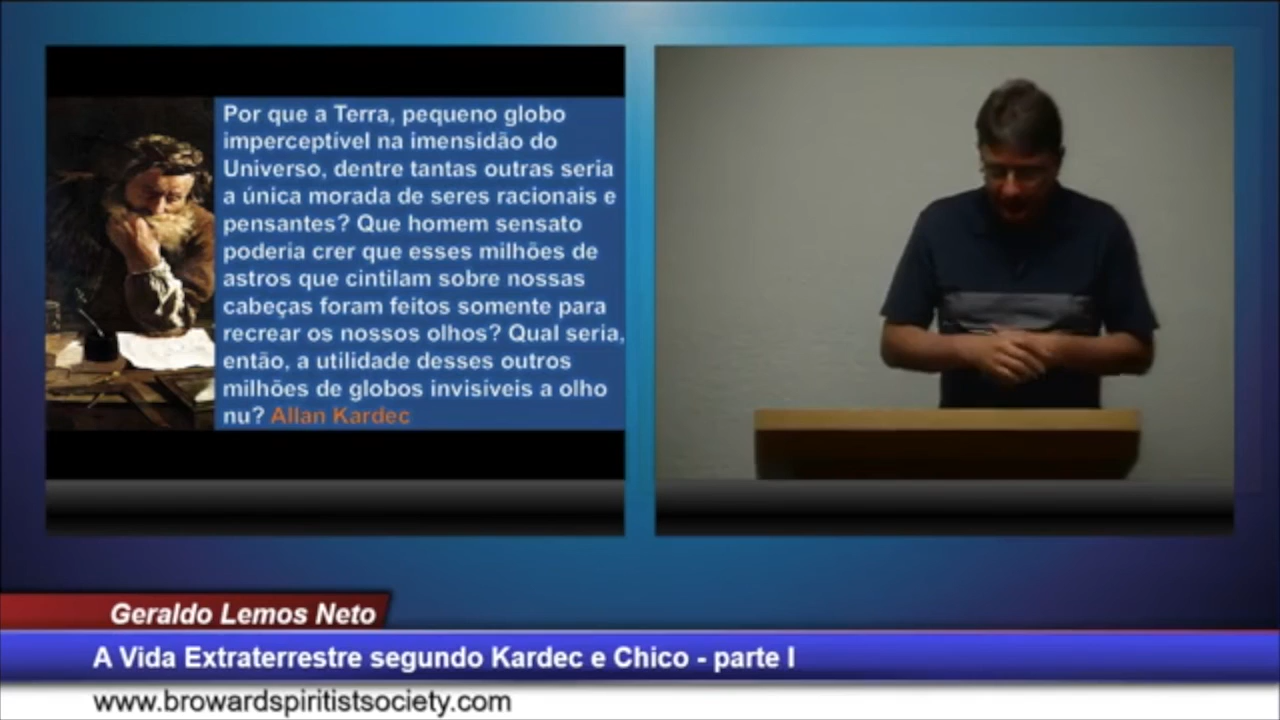 Por que a Terra, pequeno globo
imperceptível na imensidão do
Universo, dentre tantas outras seria
a única morada de seres racionais e
pensantes? Que homem sensato
poderia crer que esses milhões de
astros que cintilam sobre nossas
cabeças foram feitos somente para
recrear os nossos olhos? Qual seria,
então, a utilidade desses outros
milhões de globos invisíveis a olho
nu? Allan Kardec
Geraldo Lemos Neto
A Vida Extraterrestre segundo Kardec e Chico - parte I
www.browardspiritistsociety.com